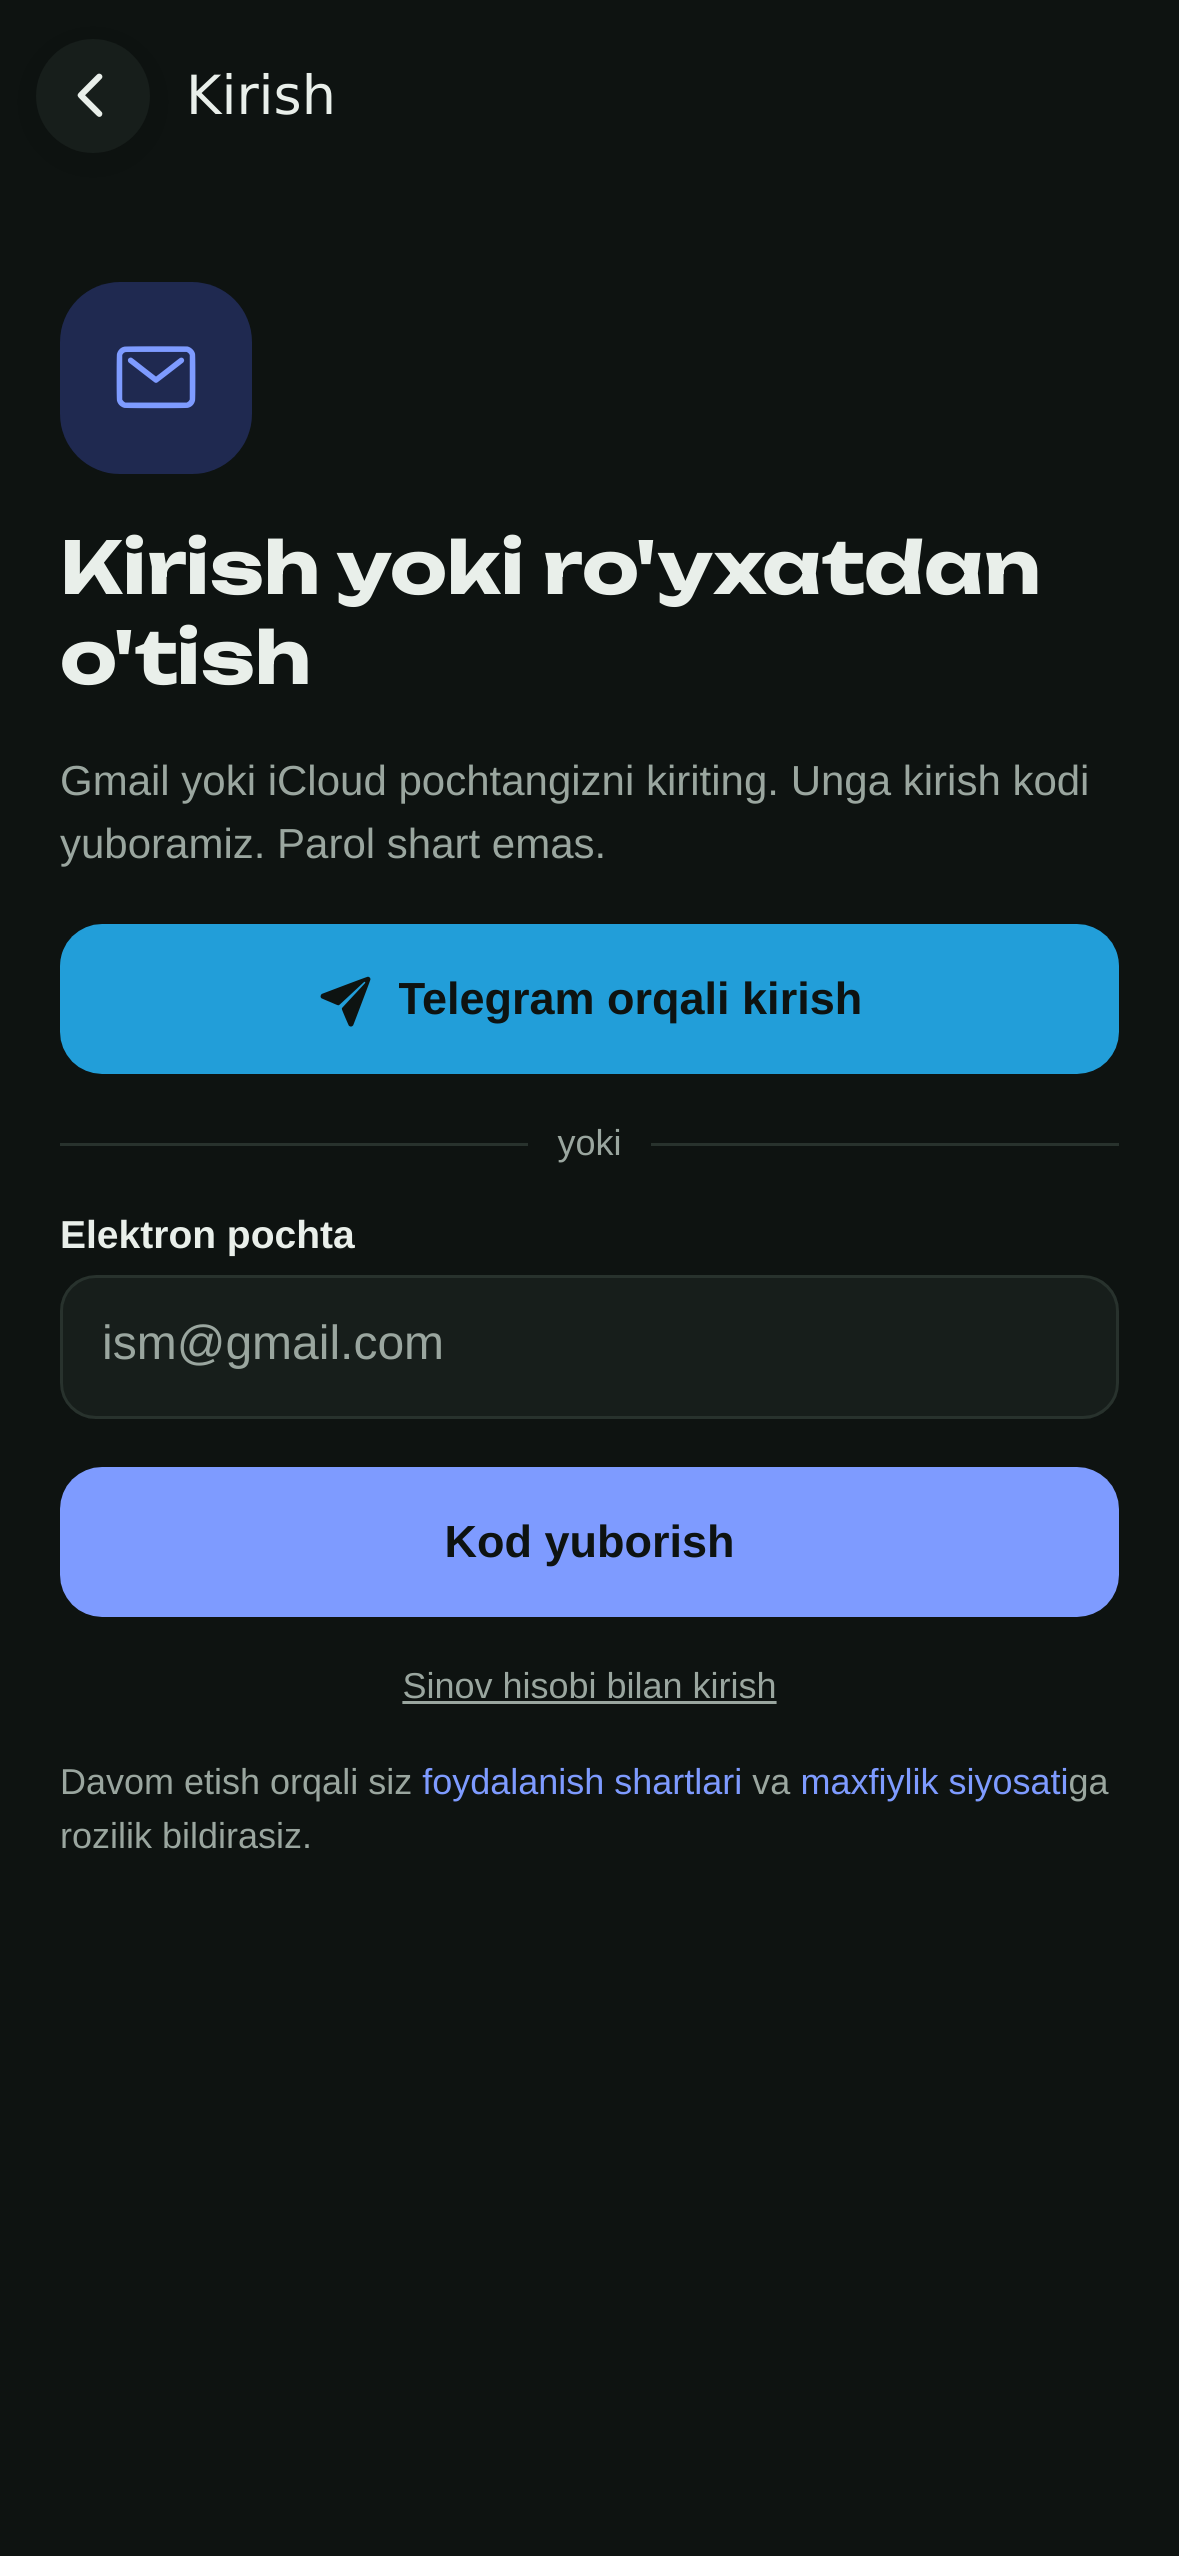 Kirish
Kirish yoki ro'yxatdan
o'tish
Gmail yoki iCloud pochtangizni kiriting. Unga kirish kodi
yuboramiz. Parol shart emas.
Telegram orqali kirish
yoki
Elektron pochta
ism@gmail.com
Kod yuborish
Sinov hisobi bilan kirish
Davom etish orqali siz foydalanish shartlari va maxfiylik siyosatiga
rozilik bildirasiz.